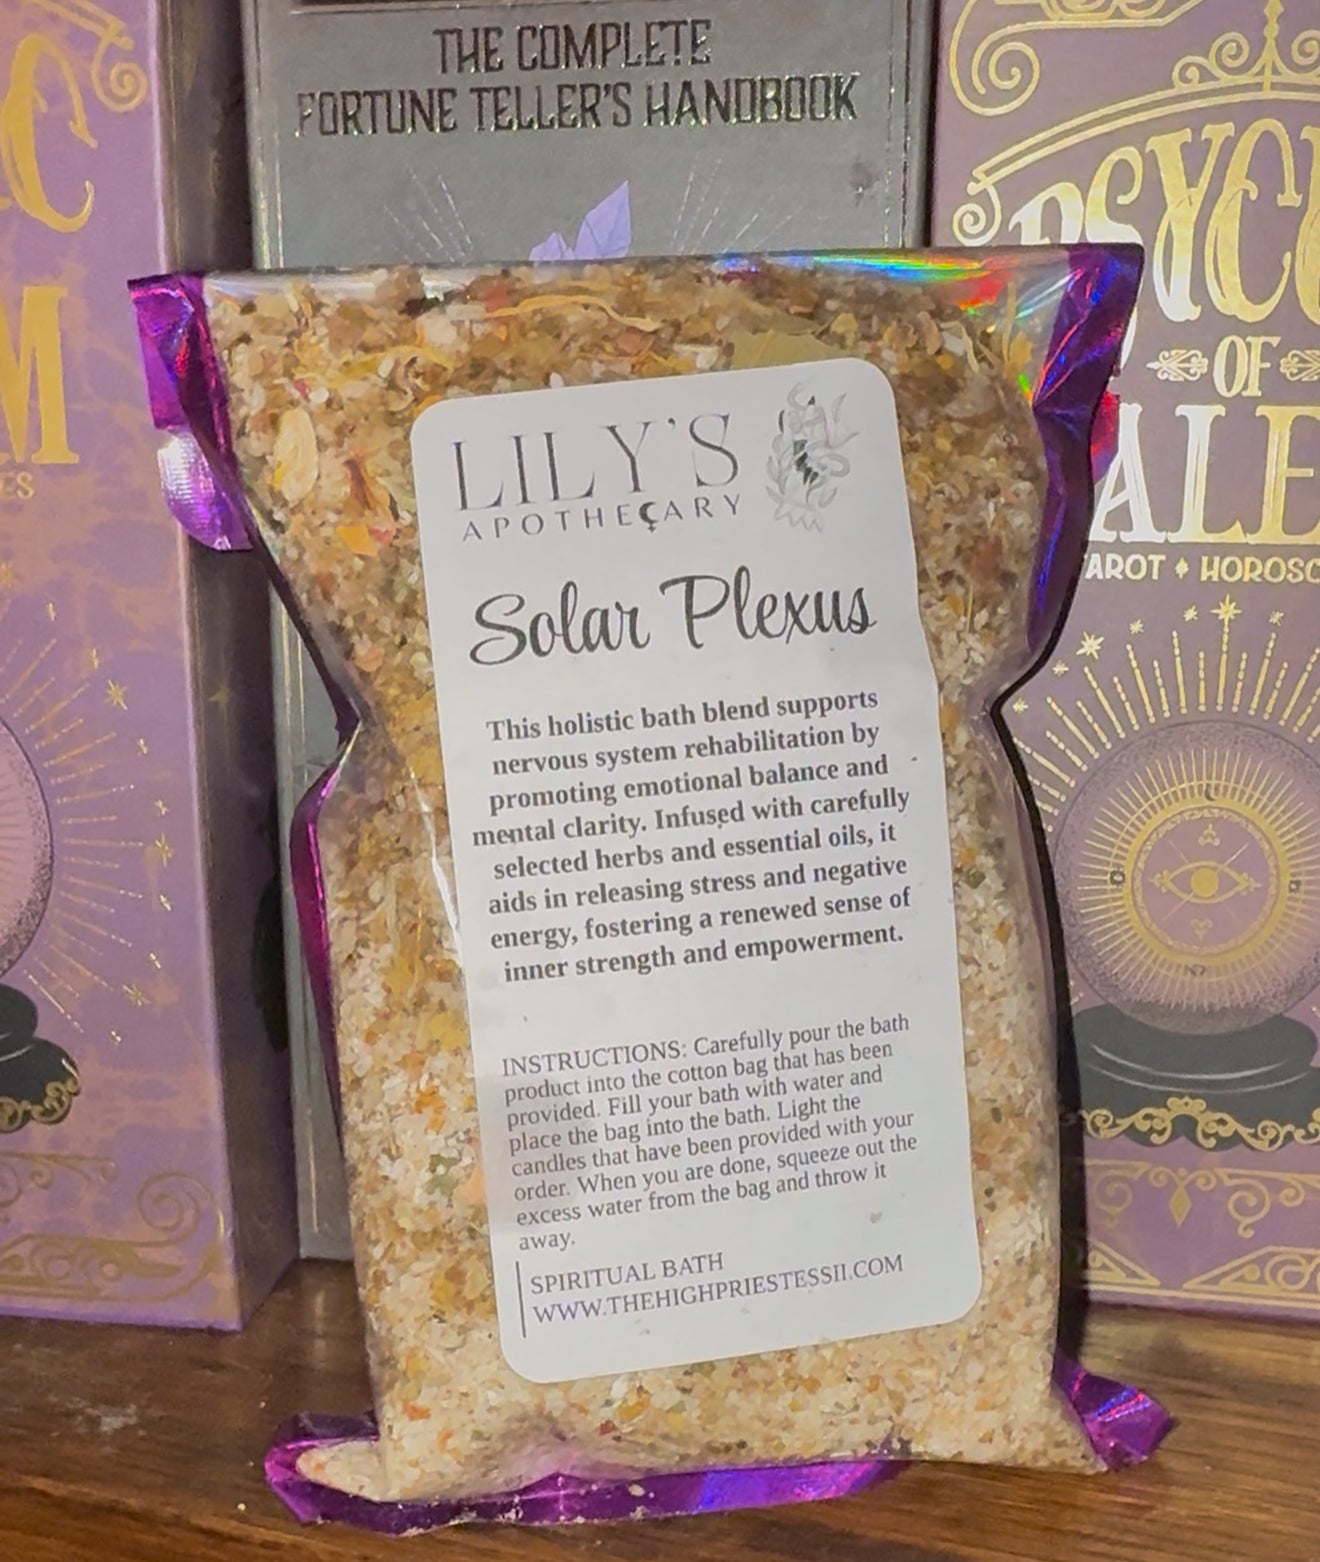 THE COMPLETE
FORTUNE TELLER'S HANDBOOK
C
M
ES
OF
ALE
AROT HOROSC
LILY'S
APOTHECARY
Solar Plexus
This holistic bath blend supports
nervous system rehabilitation by
promoting emotional balance and
mental clarity. Infused with carefully
selected herbs and essential oils, it
aids in releasing stress and negative
energy, fostering a renewed sense of
inner strength and empowerment.
INSTRUCTIONS: Carefully pour the bath
product into the cotton bag that has been
provided. Fill your bath with water and
place the bag into the bath. Light the
candles that have been provided with your
order. When you are done, squeeze out the
excess water from the bag and throw it
away.
SPIRITUAL BATH
WWW.THEHIGHPRIESTESSII.COM